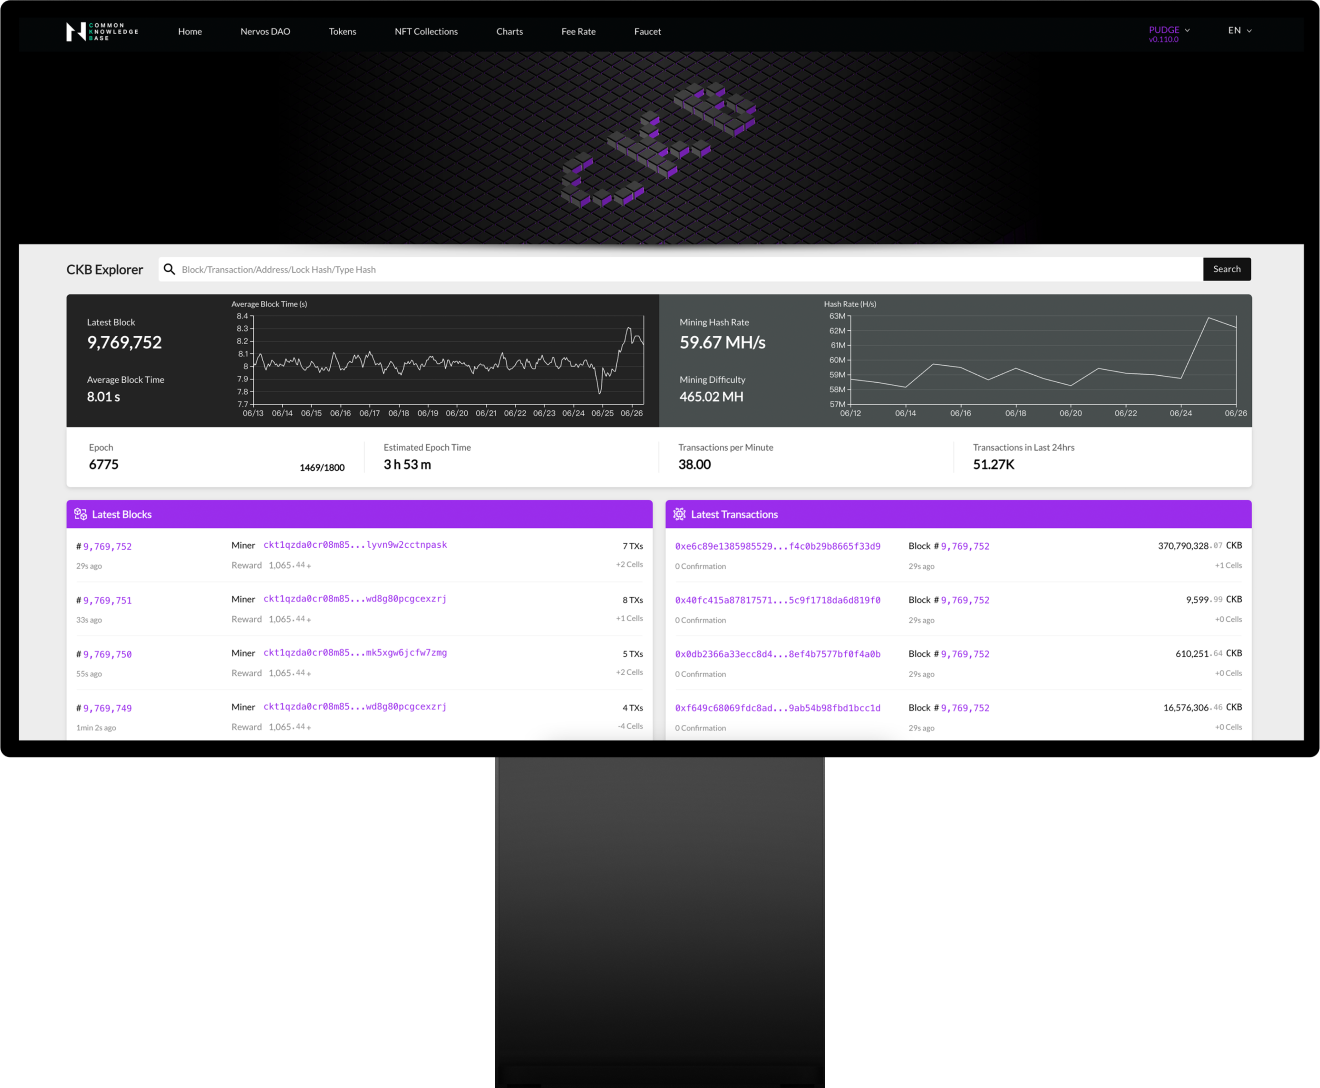 COMMON
KNOWLEDGE
BASE
Home
Nervos DAO
Tokens
NFT Collections
Charts
Fee Rate
Faucet
PUDGE
v0.110.0
EN
CKB
CKB Explorer
Block/Transaction/Address/Lock Hash/Type Hash
Search
Latest Block
9,769,752
Average Block Time
8.01 s
Average Block Time (s)
8.4
8.3
8.2
8.1
8
7.9
7.8
7.7
06/13 06/14 06/15 06/16 06/17 06/18 06/19 06/20 06/21 06/22 06/23 06/24 06/25 06/26
Mining Hash Rate
59.67 MH/s
Mining Difficulty
465.02 MH
Hash Rate (H/s)
63M
62M
61M
60M
59M
58M
57M
06/12 06/14 06/16 06/18 06/20 06/22 06/24 06/26
Epoch
6775
1469/1800
Estimated Epoch Time
3 h 53 m
Transactions per Minute
38.00
Transactions in Last 24hrs
51.27K
Latest Blocks
# 9,769,752 Miner ckt1qzda0cr08m85...lyvn9w2cctnpask 7 TXs
29s ago Reward 1,065.44+ +2 Cells
# 9,769,751 Miner ckt1qzda0cr08m85...wd8g80pcgcexzrj 8 TXs
33s ago Reward 1,065.44+ +1 Cells
# 9,769,750 Miner ckt1qzda0cr08m85...mk5xgw6jcfw7zmg 5 TXs
55s ago Reward 1,065.44+ +2 Cells
# 9,769,749 Miner ckt1qzda0cr08m85...wd8g80pcgcexzrj 4 TXs
1min 2s ago Reward 1,065.44+ -4 Cells
Latest Transactions
0xe6c89e1385985529...f4c0b29b8665f33d9 Block # 9,769,752 370,790,328.07 CKB
0 Confirmation 29s ago +1 Cells
0x40fc415a87817571...5c9f1718da6d819f0 Block # 9,769,752 9,599.99 CKB
0 Confirmation 29s ago +0 Cells
0x0db2366a33ecc8d4...8ef4b7577bf0f4a0b Block # 9,769,752 610,251.64 CKB
0 Confirmation 29s ago +0 Cells
0xf649c68069fdc8ad...9ab54b98fbd1bcc1d Block # 9,769,752 16,576,306.46 CKB
0 Confirmation 29s ago +0 Cells